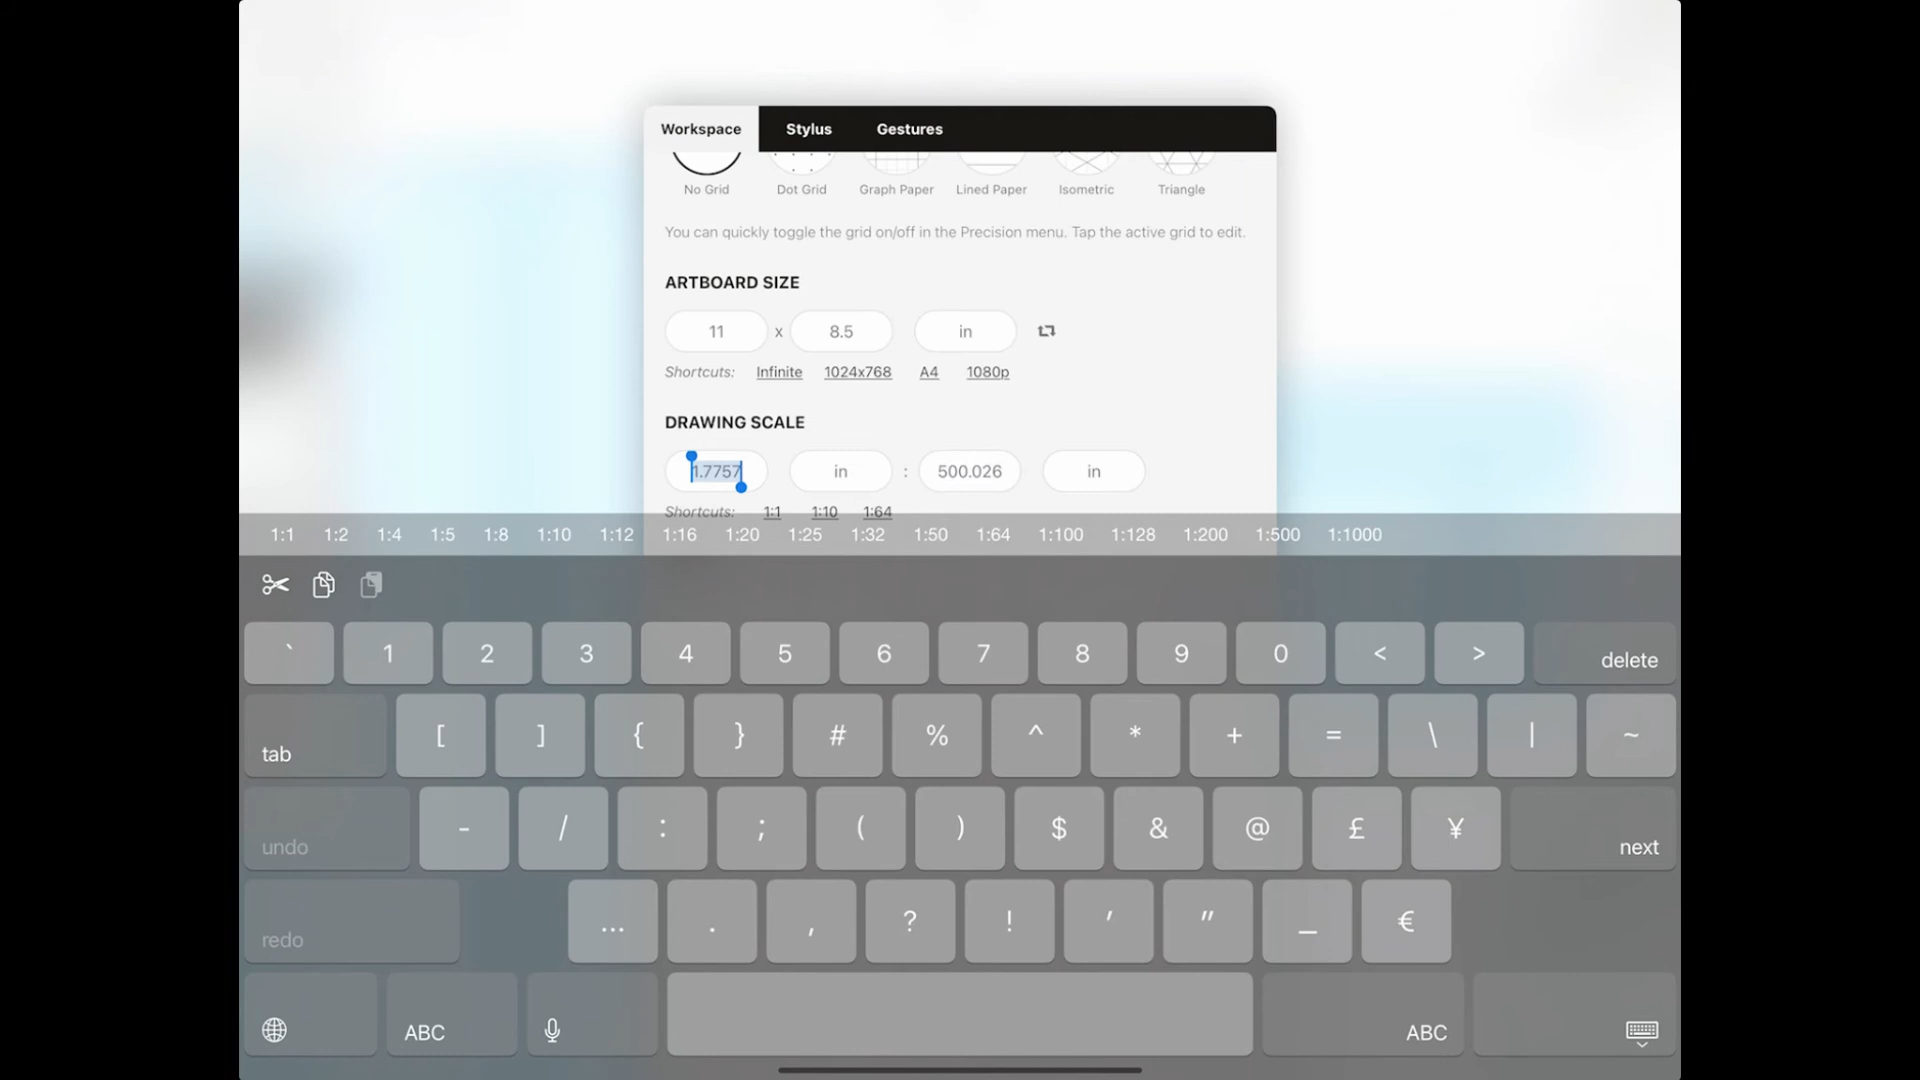 Workspace Stylus Gestures
No Grid Dot Grid Graph Paper Lined Paper Isometric Triangle
You can quickly toggle the grid on/off in the Precision menu. Tap the active grid to edit.
ARTBOARD SIZE
11 x 8.5 in
Shortcuts: Infinite 1024x768 A4 1080p
DRAWING SCALE
1.7757 in : 500.026 in
Shortcuts: 1:1 1:10 1:64
1:1 1:2 1:4 1:5 1:8 1:10 1:12 1:16 1:20 1:25 1:32 1:50 1:64 1:100 1:128 1:200 1:500 1:1000
` 1 2 3 4 5 6 7 8 9 0 < > delete
tab [ ] { } # % ^ * + = \ | ~
undo - / : ; ( ) $ & @ £ ¥ next
redo ... . , ? ! ' " _ €
ABC ABC